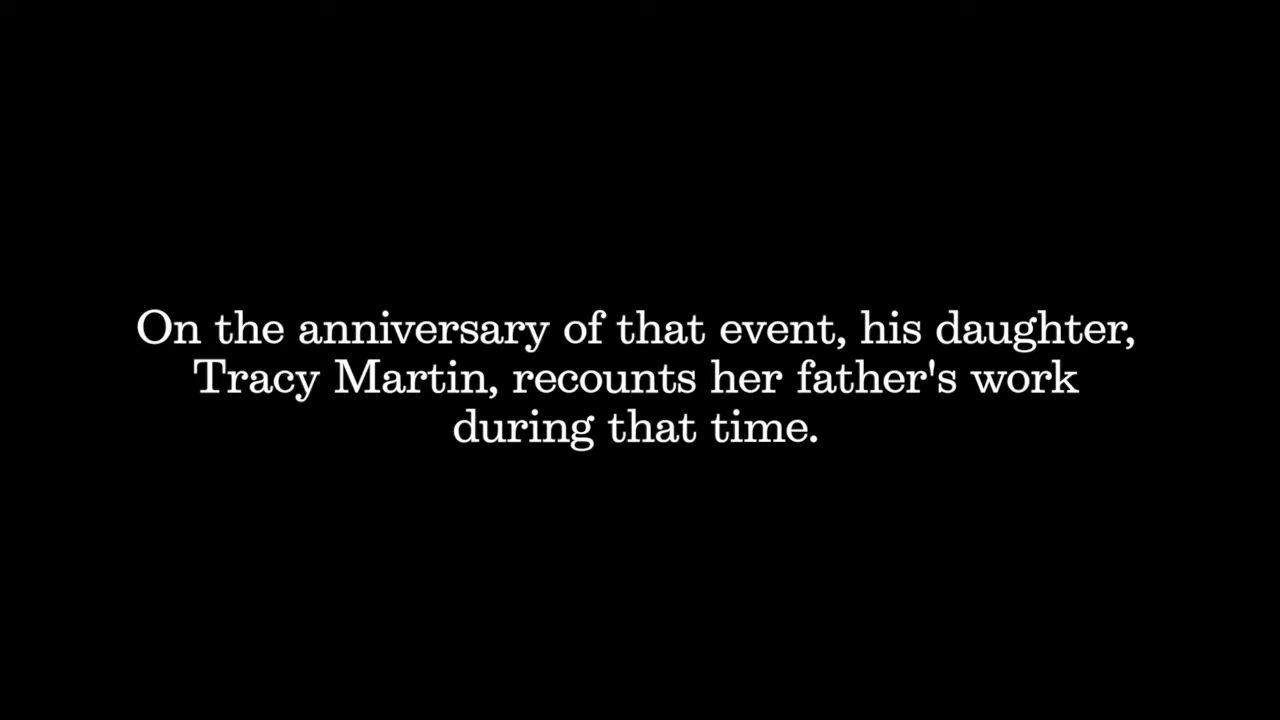 On the anniversary of that event, his daughter,
Tracy Martin, recounts her father's work
during that time.